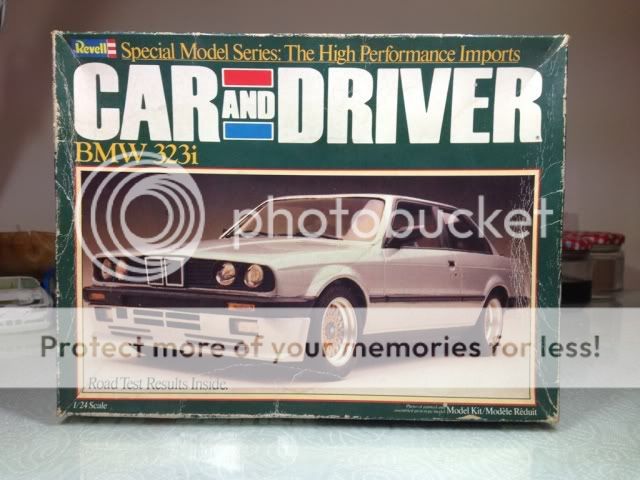 Revell Special Model Series: The High Performance Imports
CAR AND DRIVER
BMW 323i
photobucket
Protect more of your memories for less!
Road Test Results Inside.
1/24 Scale
Model Kit/Modèle Réduit